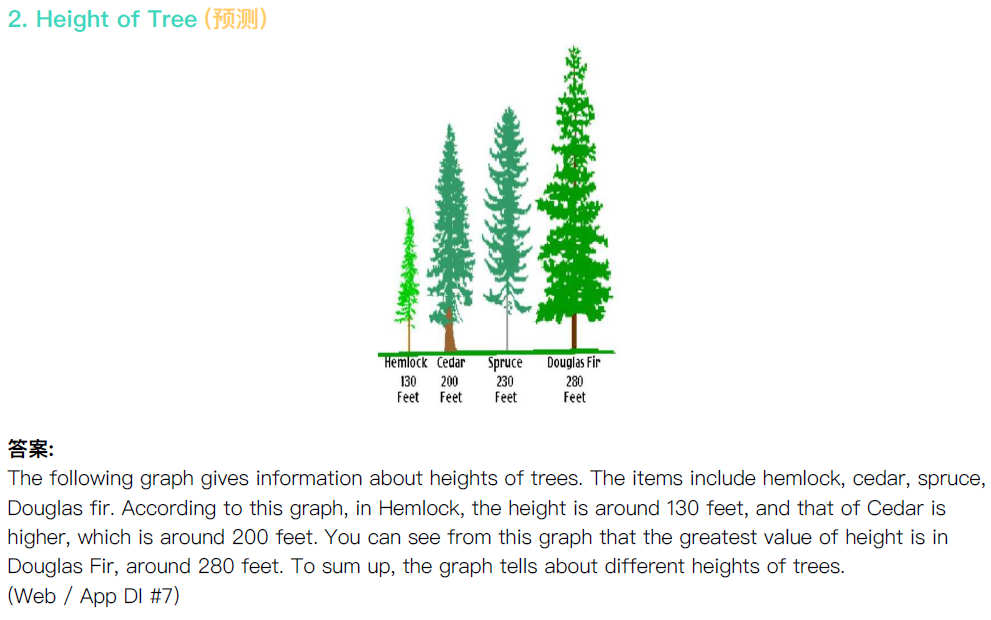 2. Height of Tree (预测)
Hemlock Cedar Spruce Douglas Fir
130 200 230 280
Feet Feet Feet Feet
答案:
The following graph gives information about heights of trees. The items include hemlock, cedar, spruce,
Douglas fir. According to this graph, in Hemlock, the height is around 130 feet, and that of Cedar is
higher, which is around 200 feet. You can see from this graph that the greatest value of height is in
Douglas Fir, around 280 feet. To sum up, the graph tells about different heights of trees.
(Web / App DI #7)